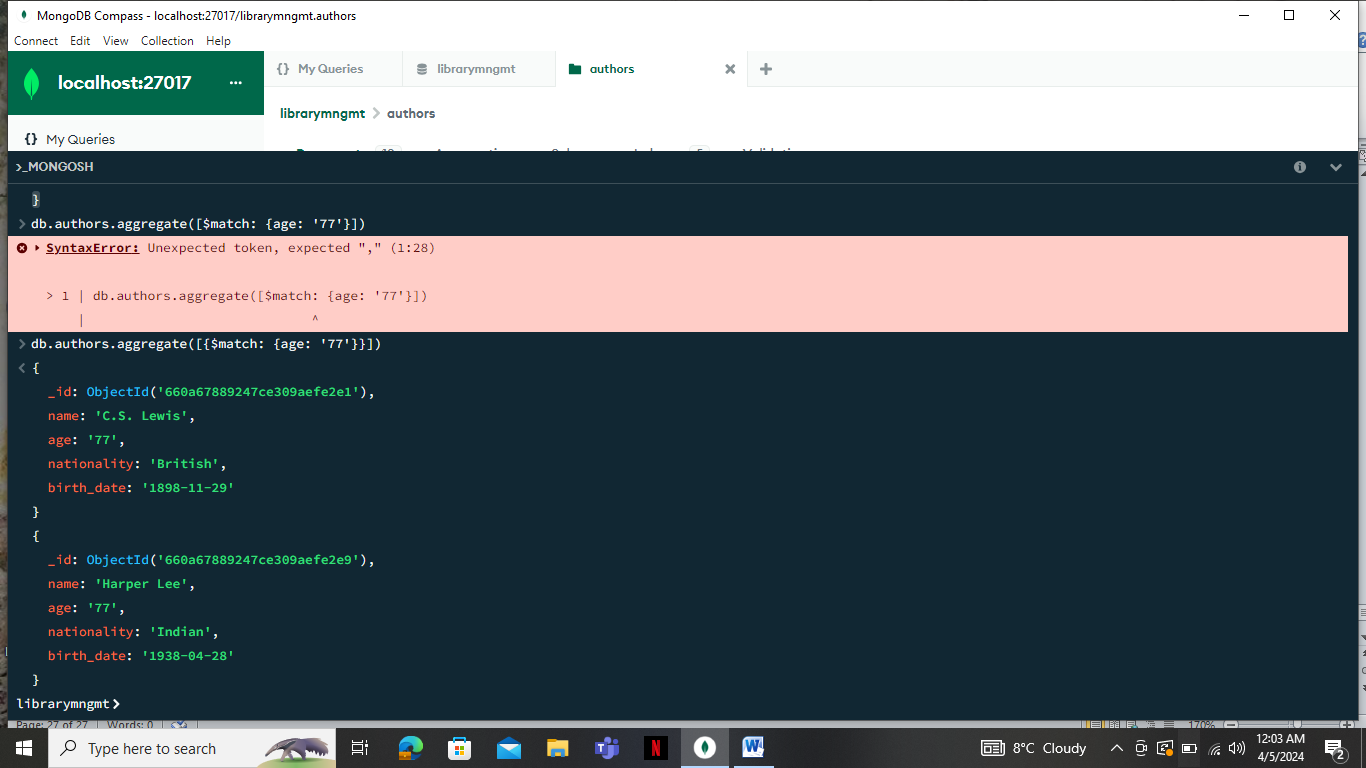 MongoDB Compass - localhost:27017/librarymngmt.authors
Connect Edit View Collection Help
localhost:27017 ...
{} My Queries
librarymngmt
authors
librarymngmt > authors
{} My Queries
>_MONGOSH
}
> db.authors.aggregate([$match: {age: '77'}])
SyntaxError: Unexpected token, expected "," (1:28)
> 1 | db.authors.aggregate([$match: {age: '77'}])
| ^
> db.authors.aggregate([{$match: {age: '77'}}])
< {
_id: ObjectId('660a67889247ce309aefe2e1'),
name: 'C.S. Lewis',
age: '77',
nationality: 'British',
birth_date: '1898-11-29'
}
{
_id: ObjectId('660a67889247ce309aefe2e9'),
name: 'Harper Lee',
age: '77',
nationality: 'Indian',
birth_date: '1938-04-28'
}
librarymngmt>
Page: 27 of 27 Words: 0 170%
Type here to search
8°C Cloudy
12:03 AM
4/5/2024
2